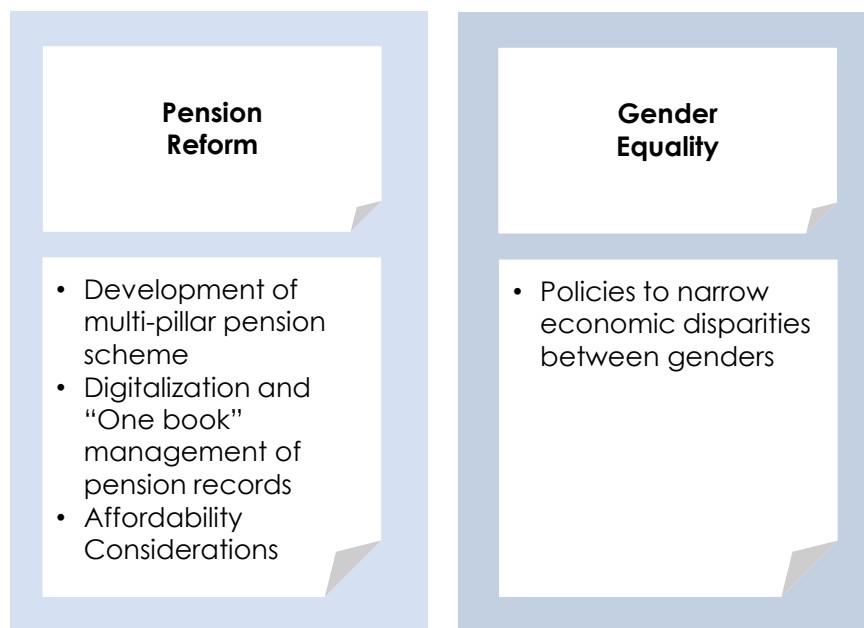 Pension
Reform
• Development of
multi-pillar pension
scheme
• Digitalization and
“One book”
management of
pension records
• Affordability
Considerations
Gender
Equality
• Policies to narrow
economic disparities
between genders